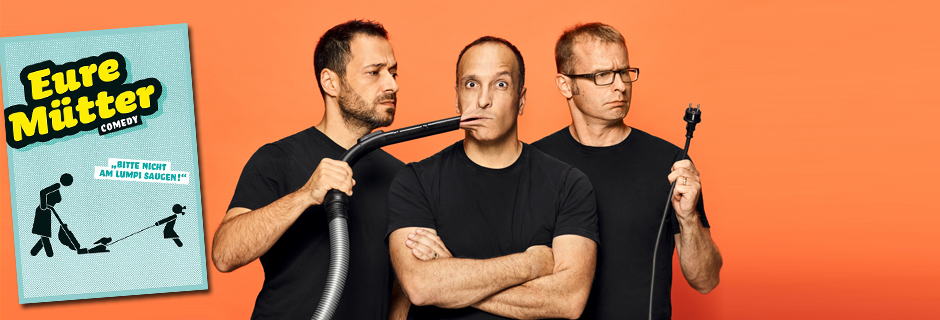 Eure
Mütter
COMEDY
„BITTE NICHT
AM LUMPI SAUGEN!“